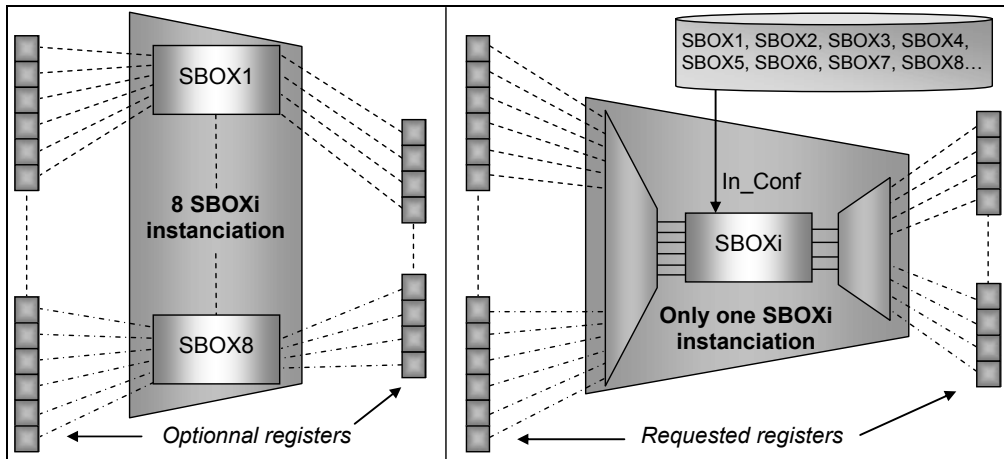 SBOX1
8 SBOXi
instanciation
SBOX8
Optionnal registers
SBOX1, SBOX2, SBOX3, SBOX4,
SBOX5, SBOX6, SBOX7, SBOX8…
In_Conf
SBOXi
Only one SBOXi
instanciation
Requested registers